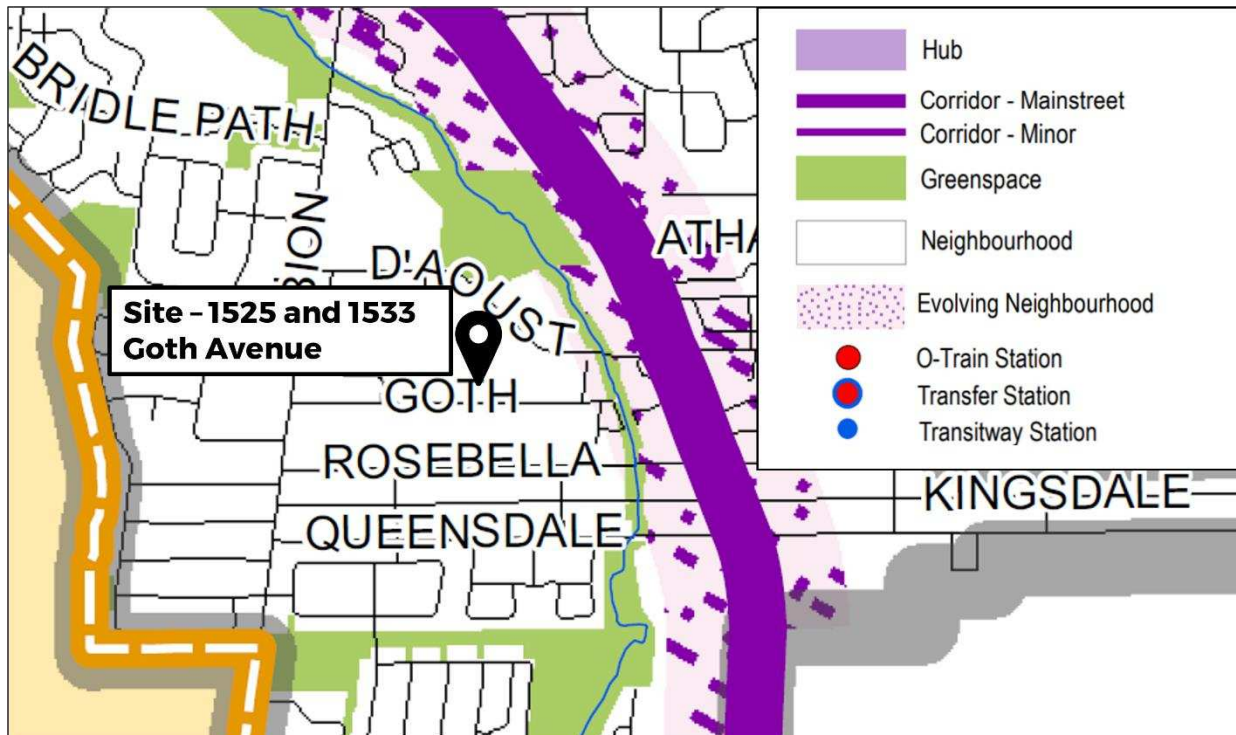 BRIDLE PATH
BION
D'AOUST
ATHA
Site – 1525 and 1533
Goth Avenue
GOTH
ROSEBELLA
QUEENSDALE
KINGSDALE
Hub
Corridor - Mainstreet
Corridor - Minor
Greenspace
Neighbourhood
Evolving Neighbourhood
O-Train Station
Transfer Station
Transitway Station